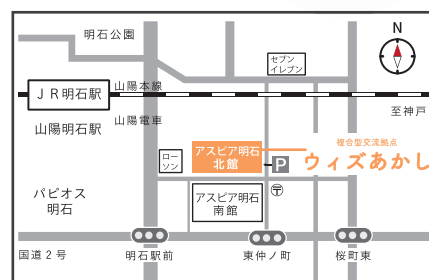 明石公園
N
セブン
イレブン
JR明石駅
山陽本線
至神戸
山陽電車
山陽明石駅
ロー
ソン
アスピア明石
北館
P
複合型交流拠点
ウィズあかし
〒
パピオス
明石
アスピア明石
南館
国道2号
明石駅前
東仲ノ町
桜町東